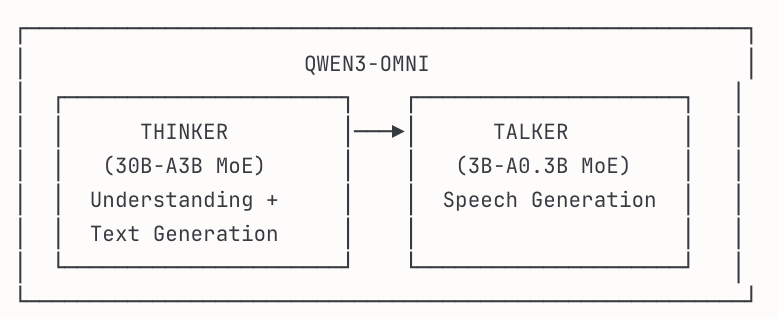 QWEN3-OMNI
THINKER
(30B-A3B MoE)
Understanding +
Text Generation
TALKER
(3B-A0.3B MoE)
Speech Generation